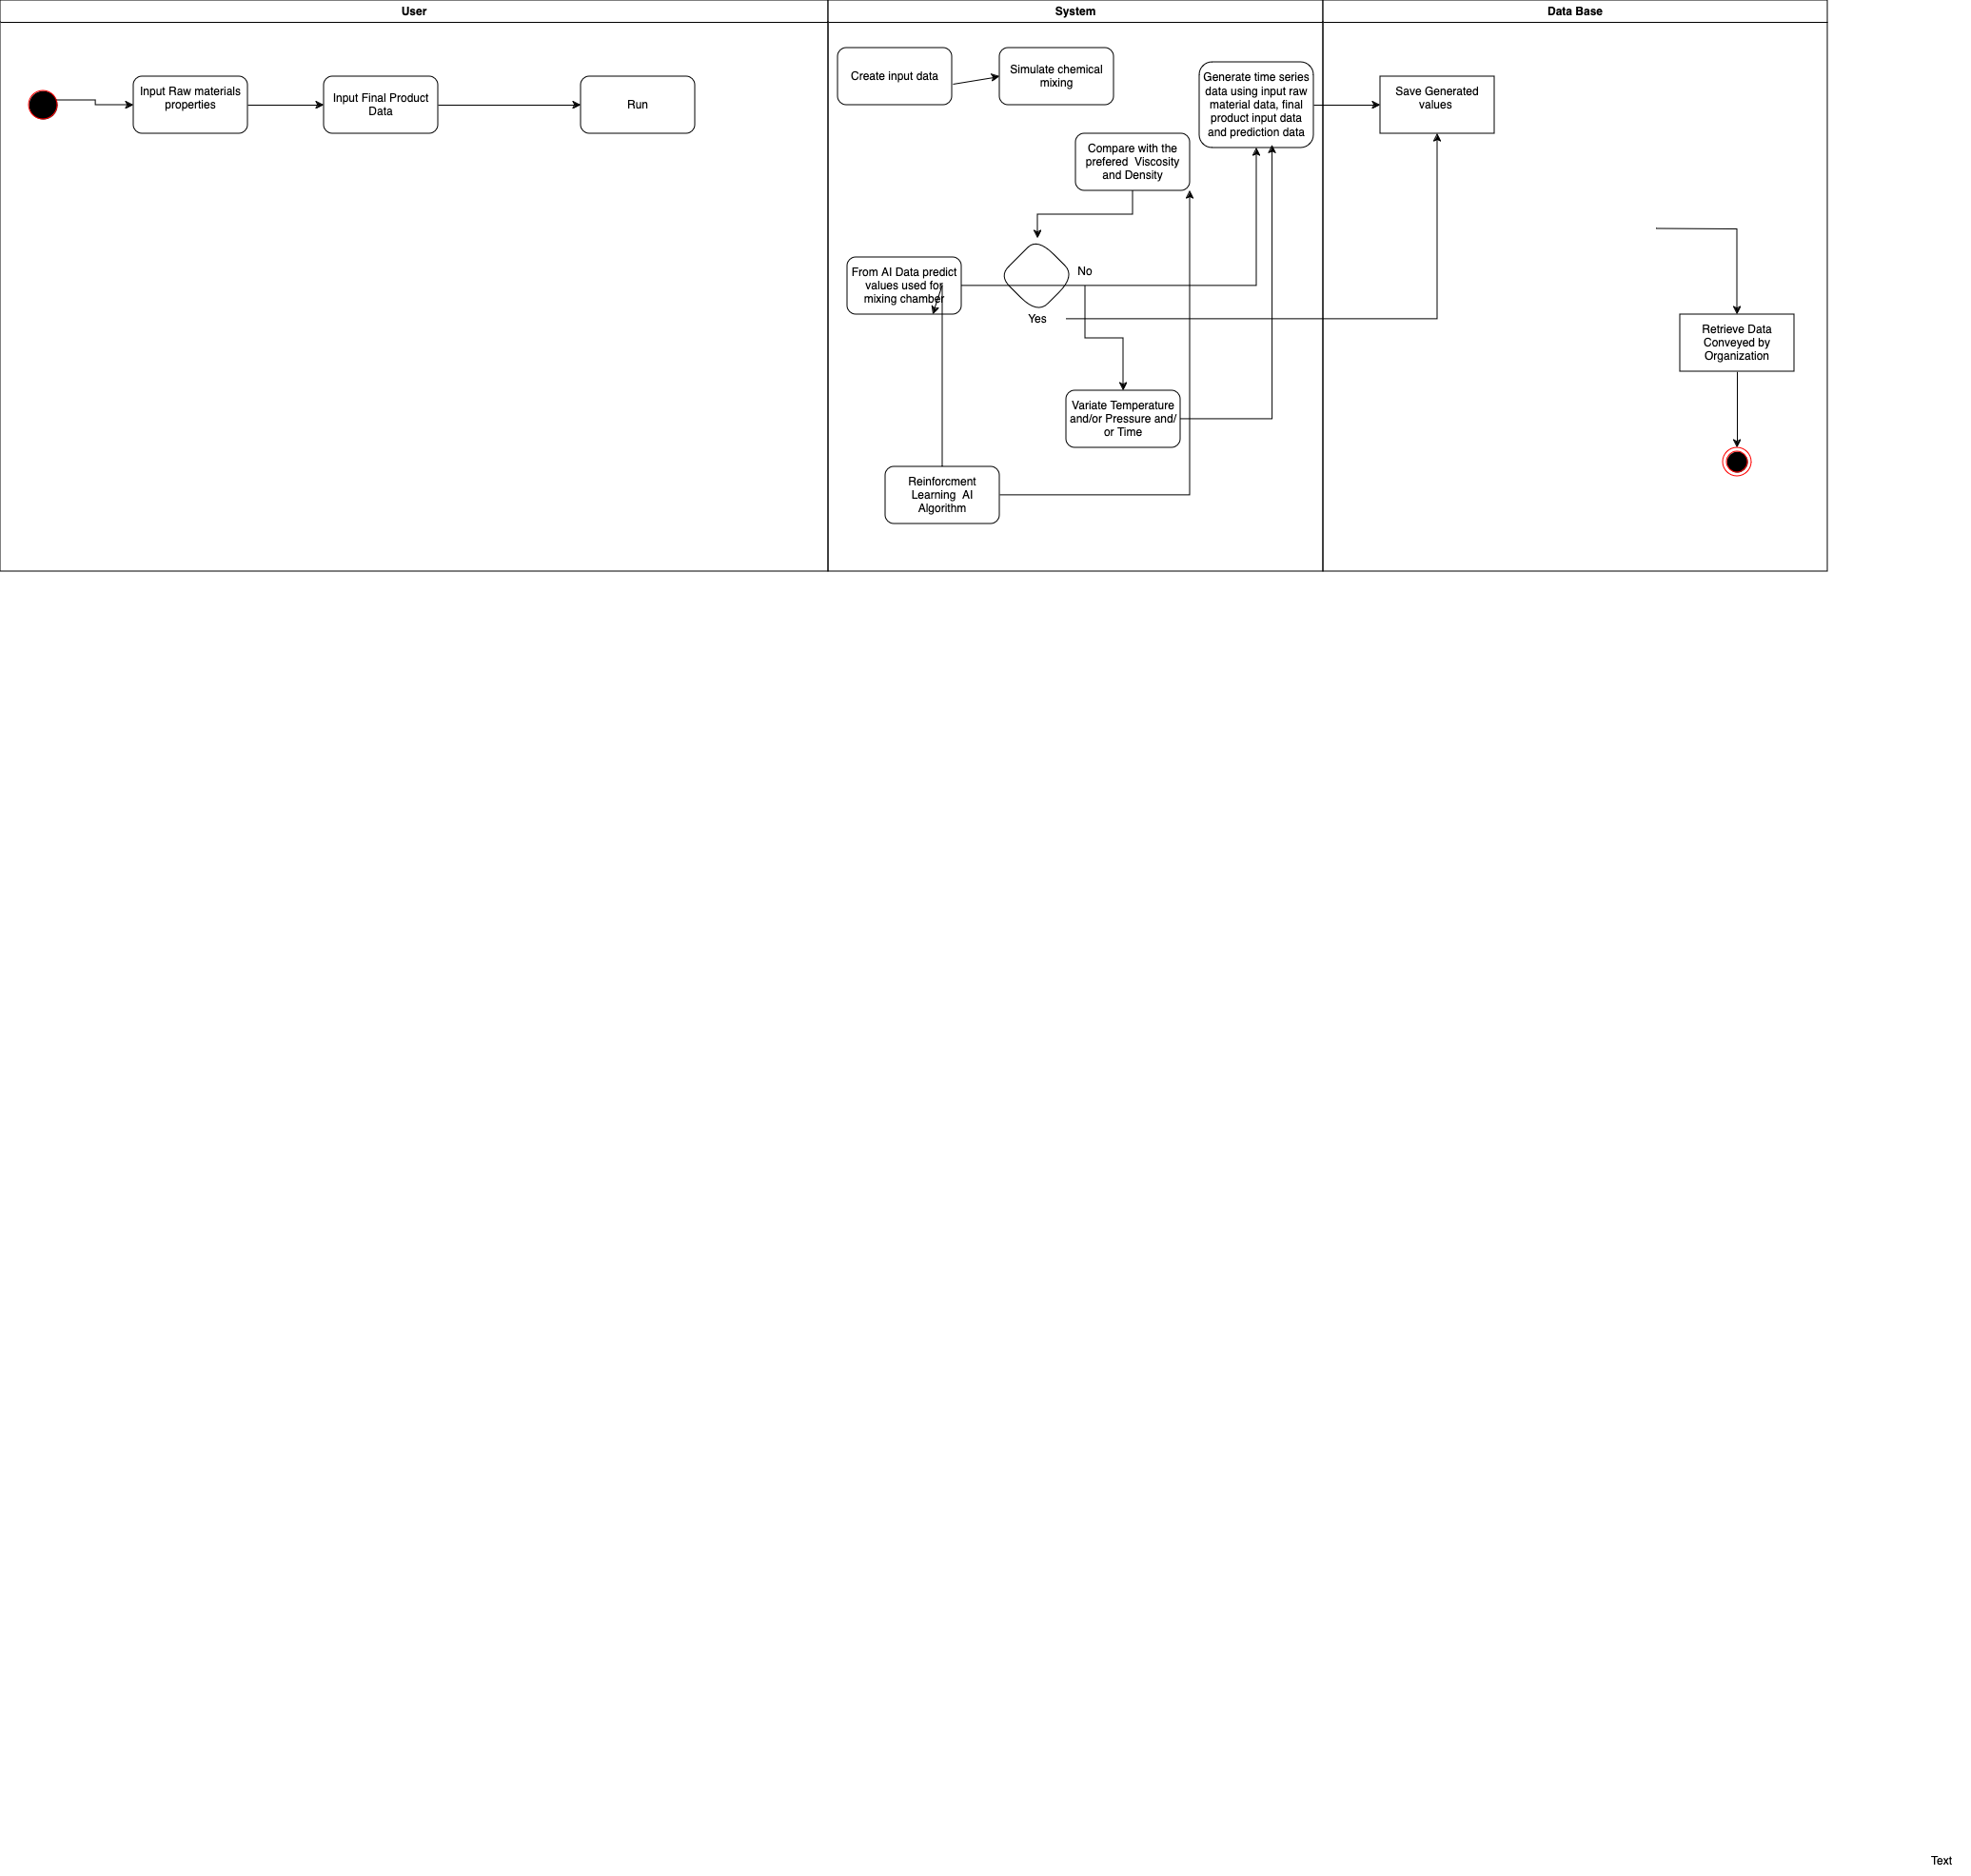 User
System
Data Base
Input Raw materials
properties
Input Final Product
Data
Run
Create input data
Simulate chemical
mixing
Generate time series
data using input raw
material data, final
product input data
and prediction data
Save Generated
values
Compare with the
prefered  Viscosity
and Density
From AI Data predict
values used for
mixing chamber
No
Yes
Retrieve Data
Conveyed by
Organization
Variate Temperature
and/or Pressure and/
or Time
Reinforcment
Learning  AI
Algorithm
Text